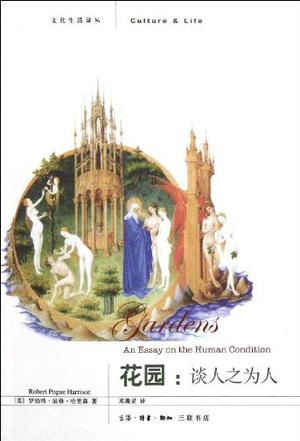 文化生活译丛
Culture & Life
Gardens
An Essay on the Human Condition
花园：谈人之为人
Robert Pogue Harrison
[美] 罗伯特·波格·哈里森 著
苏薇星 译
生活·读书·新知 三联书店